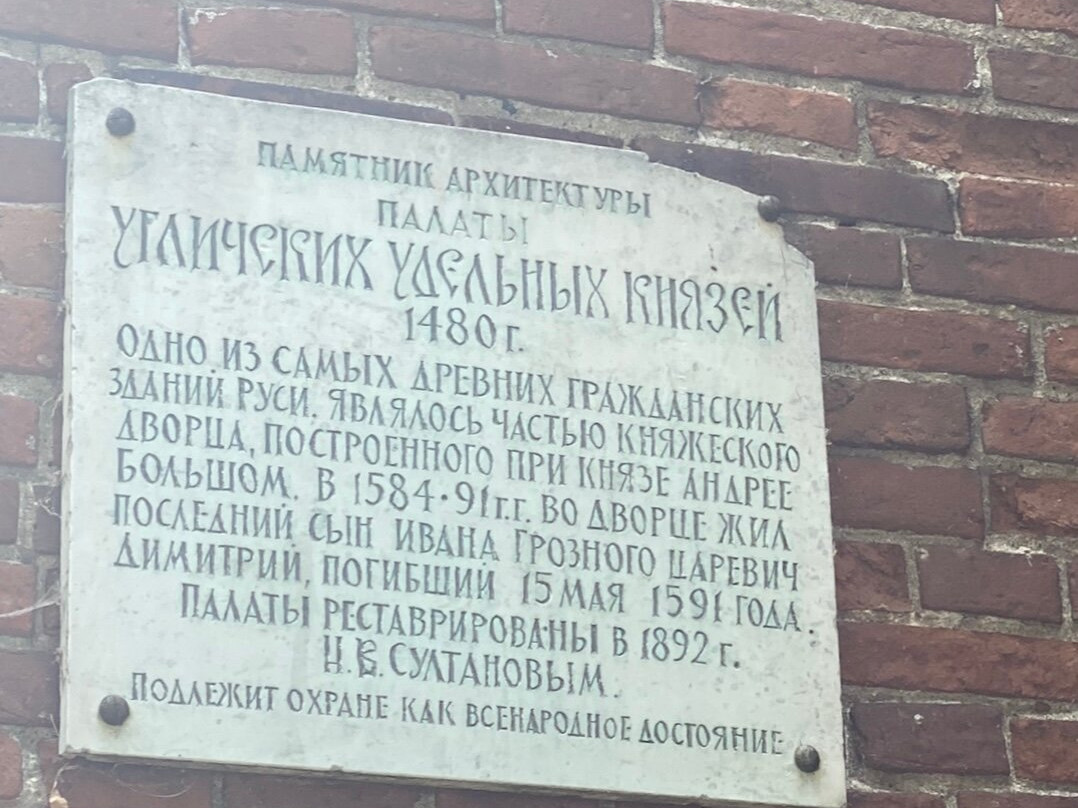 ПАМЯТНИК АРХИТЕКТУРЫ
ПАЛАТЫ
УГЛИЧСКИХ УДЕЛЬНЫХ КНЯЗЕЙ
1480 г.
ОДНО ИЗ САМЫХ ДРЕВНИХ ГРАЖДАНСКИХ
ЗДАНИЙ РУСИ. ЯВЛЯЛОСЬ ЧАСТЬЮ КНЯЖЕСКОГО
ДВОРЦА, ПОСТРОЕННОГО ПРИ КНЯЗЕ АНДРЕЕ
БОЛЬШОМ. В 1584·91 г.г. ВО ДВОРЦЕ ЖИЛ
ПОСЛЕДНИЙ СЫН ИВАНА ГРОЗНОГО ЦАРЕВИЧ
ДИМИТРИЙ, ПОГИБШИЙ 15 МАЯ 1591 ГОДА.
ПАЛАТЫ РЕСТАВРИРОВАНЫ В 1892 г.
Н.В. СУЛТАНОВЫМ.
ПОДЛЕЖИТ ОХРАНЕ КАК ВСЕНАРОДНОЕ ДОСТОЯНИЕ